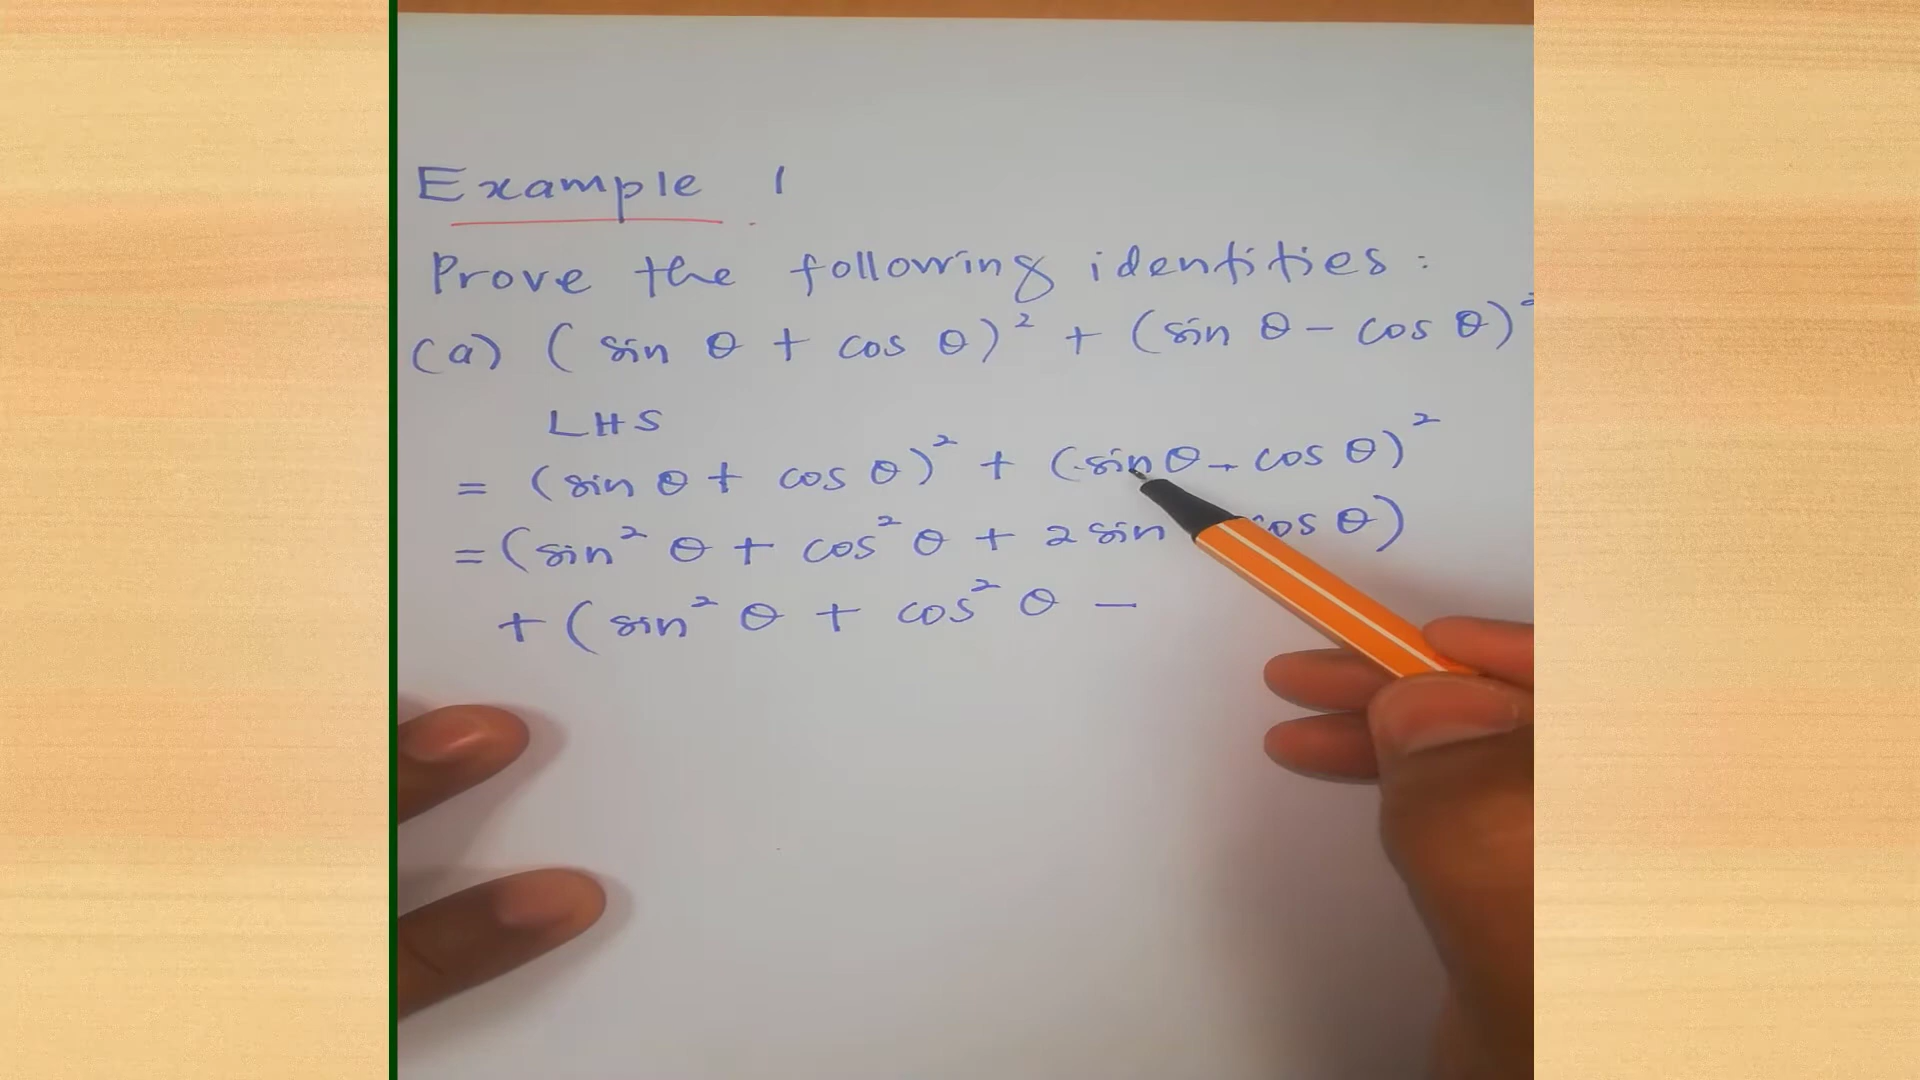 Example 1
Prove the following identities :
(a) ( sin θ + cos θ)² + (sin θ - cos θ)²
LHS
= (sin θ + cos θ)² + (sin θ - cos θ)²
= (sin² θ + cos² θ + 2 sin cos θ)
+ (sin² θ + cos² θ -